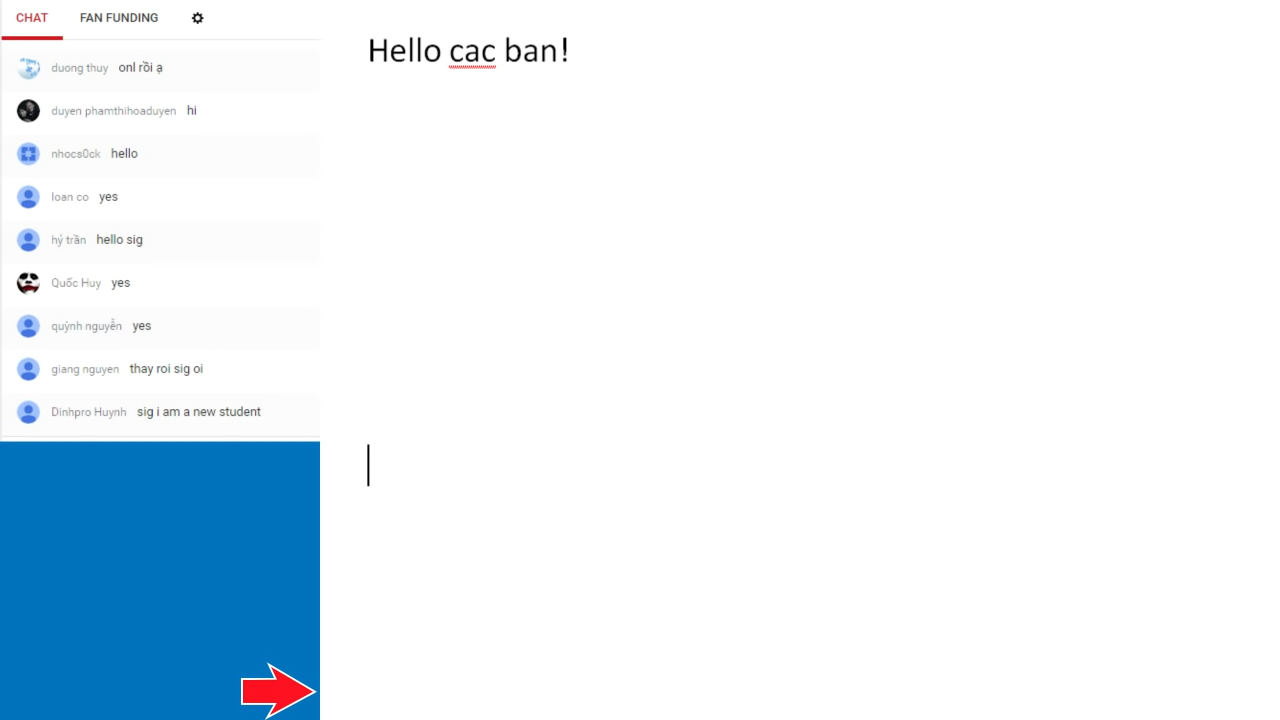 CHAT FAN FUNDING
duong thuy onl rồi ạ
duyen phamthihoaduyen hi
nhocs0ck hello
loan co yes
hỷ trần hello sig
Quốc Huy yes
quỳnh nguyễn yes
giang nguyen thay roi sig oi
Dinhpro Huynh sig i am a new student
Hello cac ban!